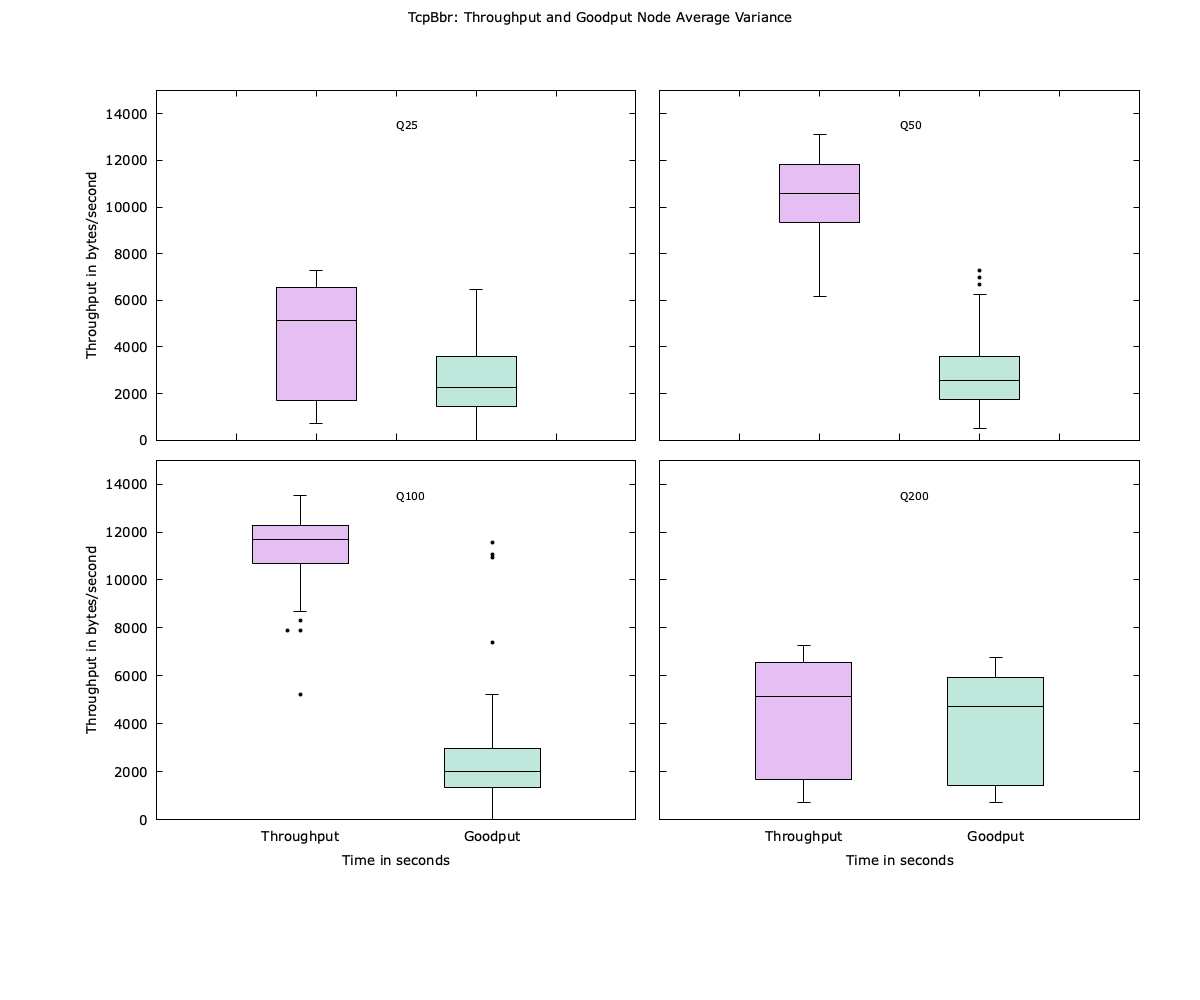 TcpBbr: Throughput and Goodput Node Average Variance
Q25
Q50
14000
12000
10000
8000
6000
4000
2000
0
Throughput in bytes/second
Q100
Q200
14000
12000
10000
8000
6000
4000
2000
0
Throughput in bytes/second
Throughput
Goodput
Throughput
Goodput
Time in seconds
Time in seconds